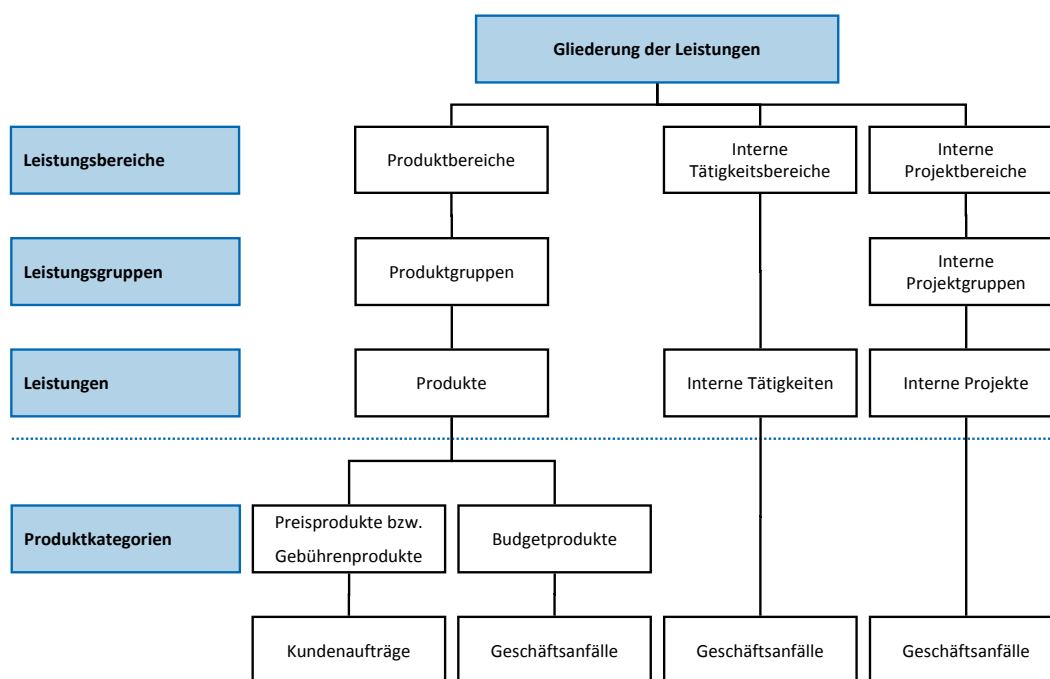 Gliederung der Leistungen
Leistungsbereiche
Produktbereiche
Interne
Tätigkeitsbereiche
Interne
Projektbereiche
Leistungsgruppen
Produktgruppen
Interne
Projektgruppen
Leistungen
Produkte
Interne Tätigkeiten
Interne Projekte
Produktkategorien
Preisprodukte bzw.
Gebührenprodukte
Budgetprodukte
Kundenaufträge
Geschäftsanfälle
Geschäftsanfälle
Geschäftsanfälle